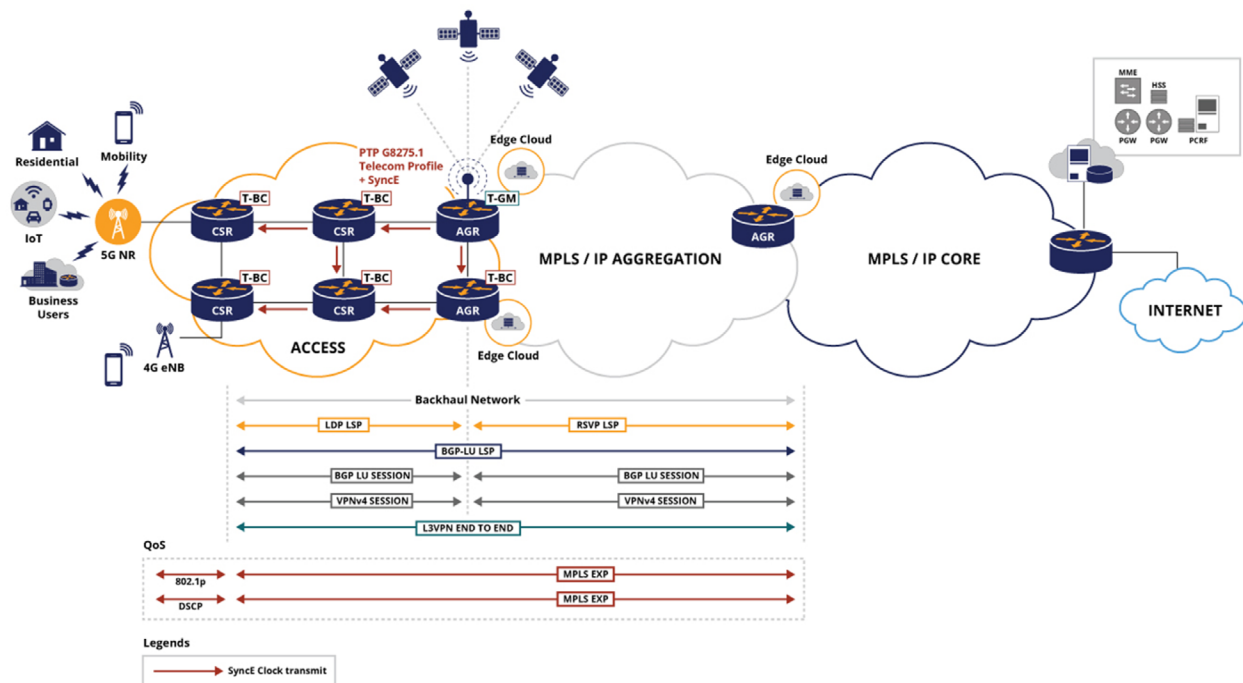 MME
HSS
PGW
PGW
PCRF
Residential
Mobility
IoT
5G NR
Business
Users
4G eNB
PTP G8275.1
Telecom Profile
+ SyncE
Edge Cloud
Edge Cloud
T-BC
T-BC
T-GM
CSR
CSR
AGR
AGR
T-BC
T-BC
T-BC
CSR
CSR
AGR
Edge Cloud
ACCESS
MPLS / IP AGGREGATION
MPLS / IP CORE
INTERNET
Backhaul Network
LDP LSP
RSVP LSP
BGP-LU LSP
BGP LU SESSION
BGP LU SESSION
VPNv4 SESSION
VPNv4 SESSION
L3VPN END TO END
QoS
802.1p
MPLS EXP
DSCP
MPLS EXP
Legends
SyncE Clock transmit